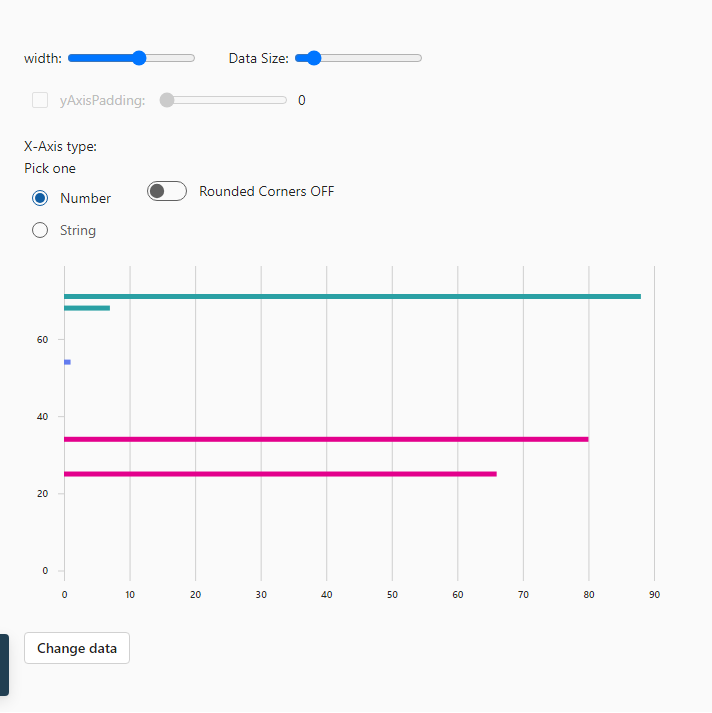 width: Data Size:
yAxisPadding: 0
X-Axis type:
Pick one
Number
Rounded Corners OFF
String
60
40
20
0
0 10 20 30 40 50 60 70 80 90
Change data